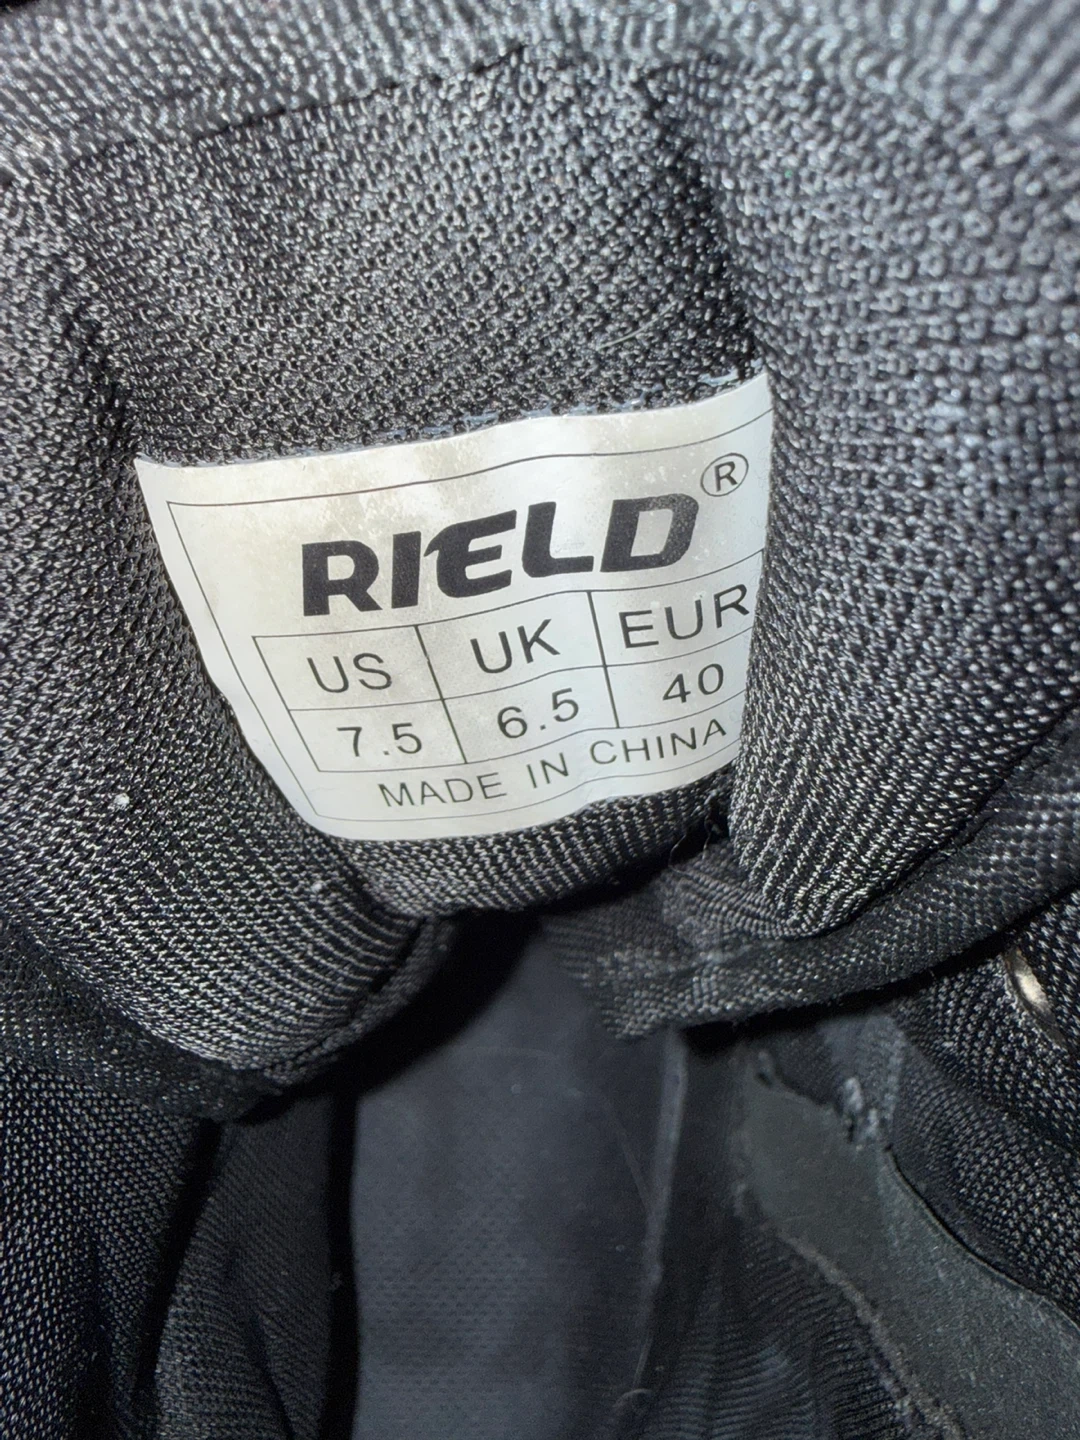 RIELD®
US UK EUR
7.5 6.5 40
MADE IN CHINA